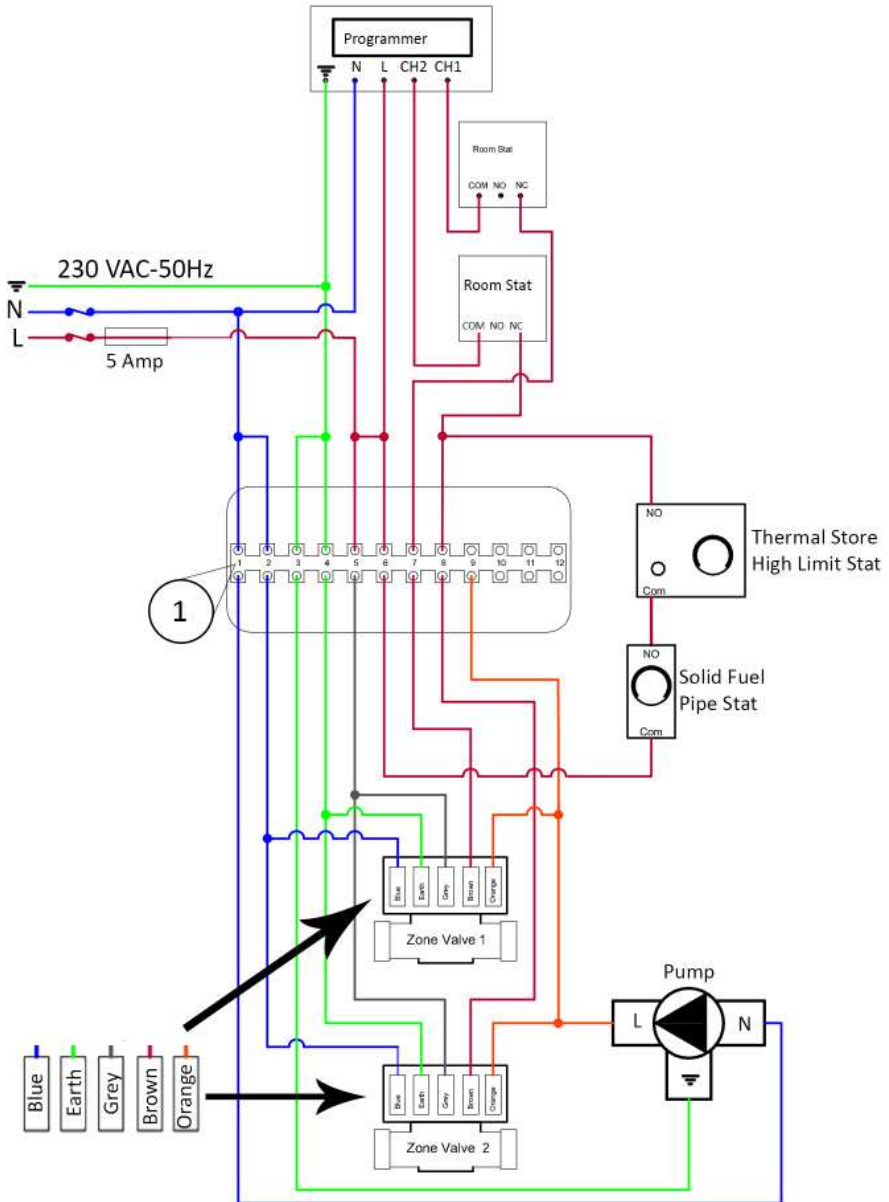 Programmer
N L CH2 CH1
Room Stat
COM NO NC
230 VAC-50Hz
N
L
5 Amp
Room Stat
COM NO NC
1 2 3 4 5 6 7 8 9 10 11 12
1
NO
Com
Thermal Store
High Limit Stat
NO
Com
Solid Fuel
Pipe Stat
Blue Earth Grey Brown Orange
Zone Valve 1
Pump
L N
Blue Earth Grey Brown Orange
Blue Earth Grey Brown Orange
Zone Valve 2